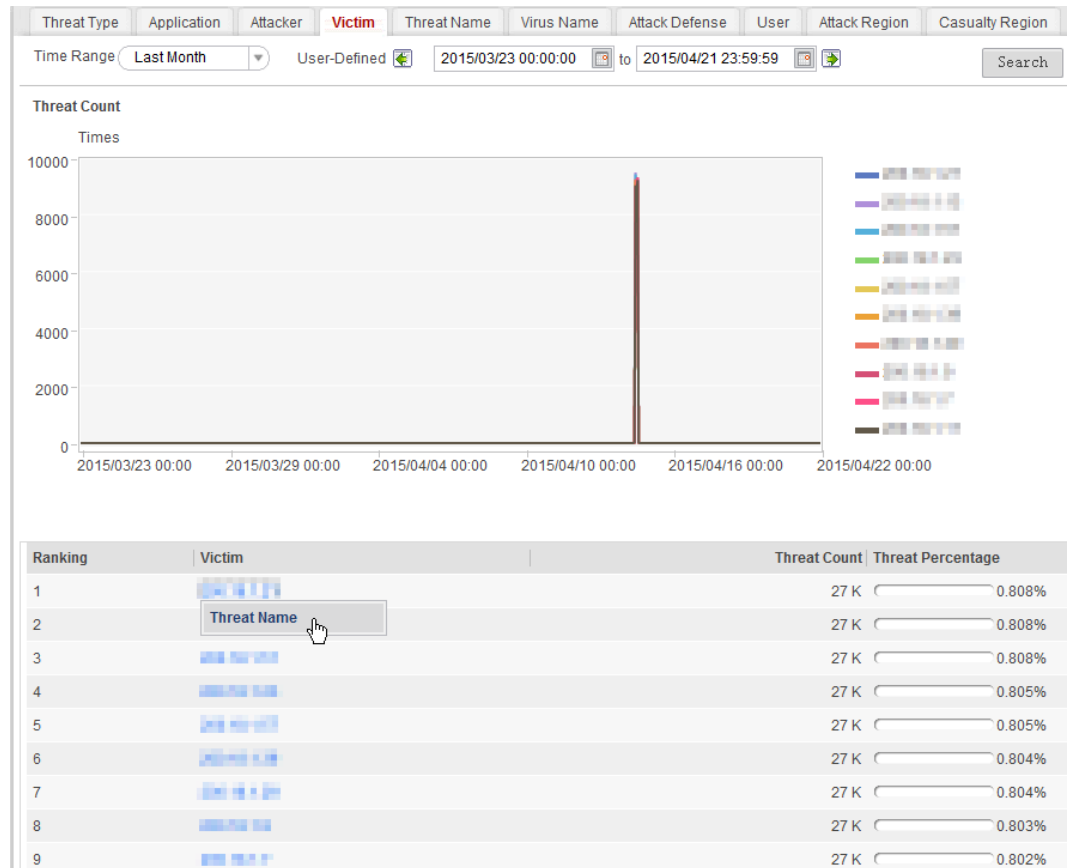 Threat Type Application Attacker Victim Threat Name Virus Name Attack Defense User Attack Region Casualty Region
Time Range Last Month User-Defined 2015/03/23 00:00:00 to 2015/04/21 23:59:59 Search
Threat Count
Times
10000
8000
6000
4000
2000
0
2015/03/23 00:00 2015/03/29 00:00 2015/04/04 00:00 2015/04/10 00:00 2015/04/16 00:00 2015/04/22 00:00
Ranking Victim Threat Count Threat Percentage
1 27 K 0.808%
Threat Name
2 27 K 0.808%
3 27 K 0.808%
4 27 K 0.805%
5 27 K 0.805%
6 27 K 0.804%
7 27 K 0.804%
8 27 K 0.803%
9 27 K 0.802%